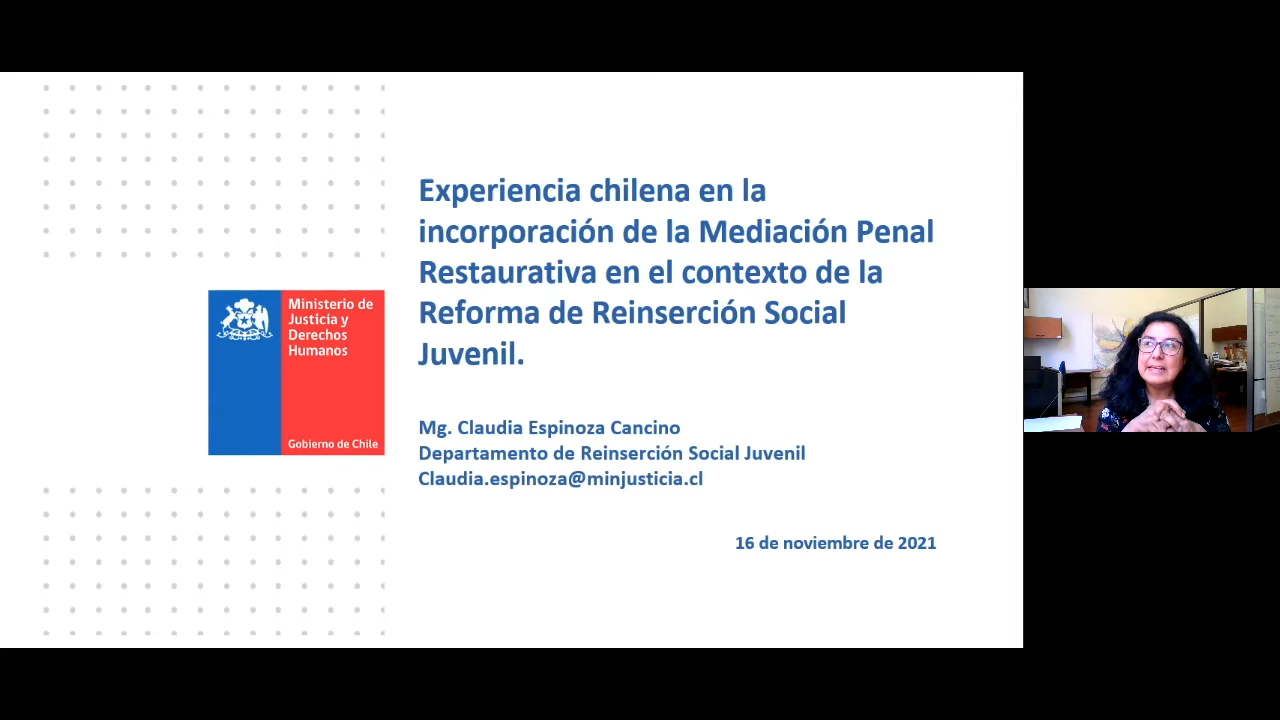 Experiencia chilena en la
incorporación de la Mediación Penal
Restaurativa en el contexto de la
Reforma de Reinserción Social
Juvenil.
Ministerio de
Justicia y
Derechos
Humanos
Gobierno de Chile
Mg. Claudia Espinoza Cancino
Departamento de Reinserción Social Juvenil
Claudia.espinoza@minjusticia.cl
16 de noviembre de 2021